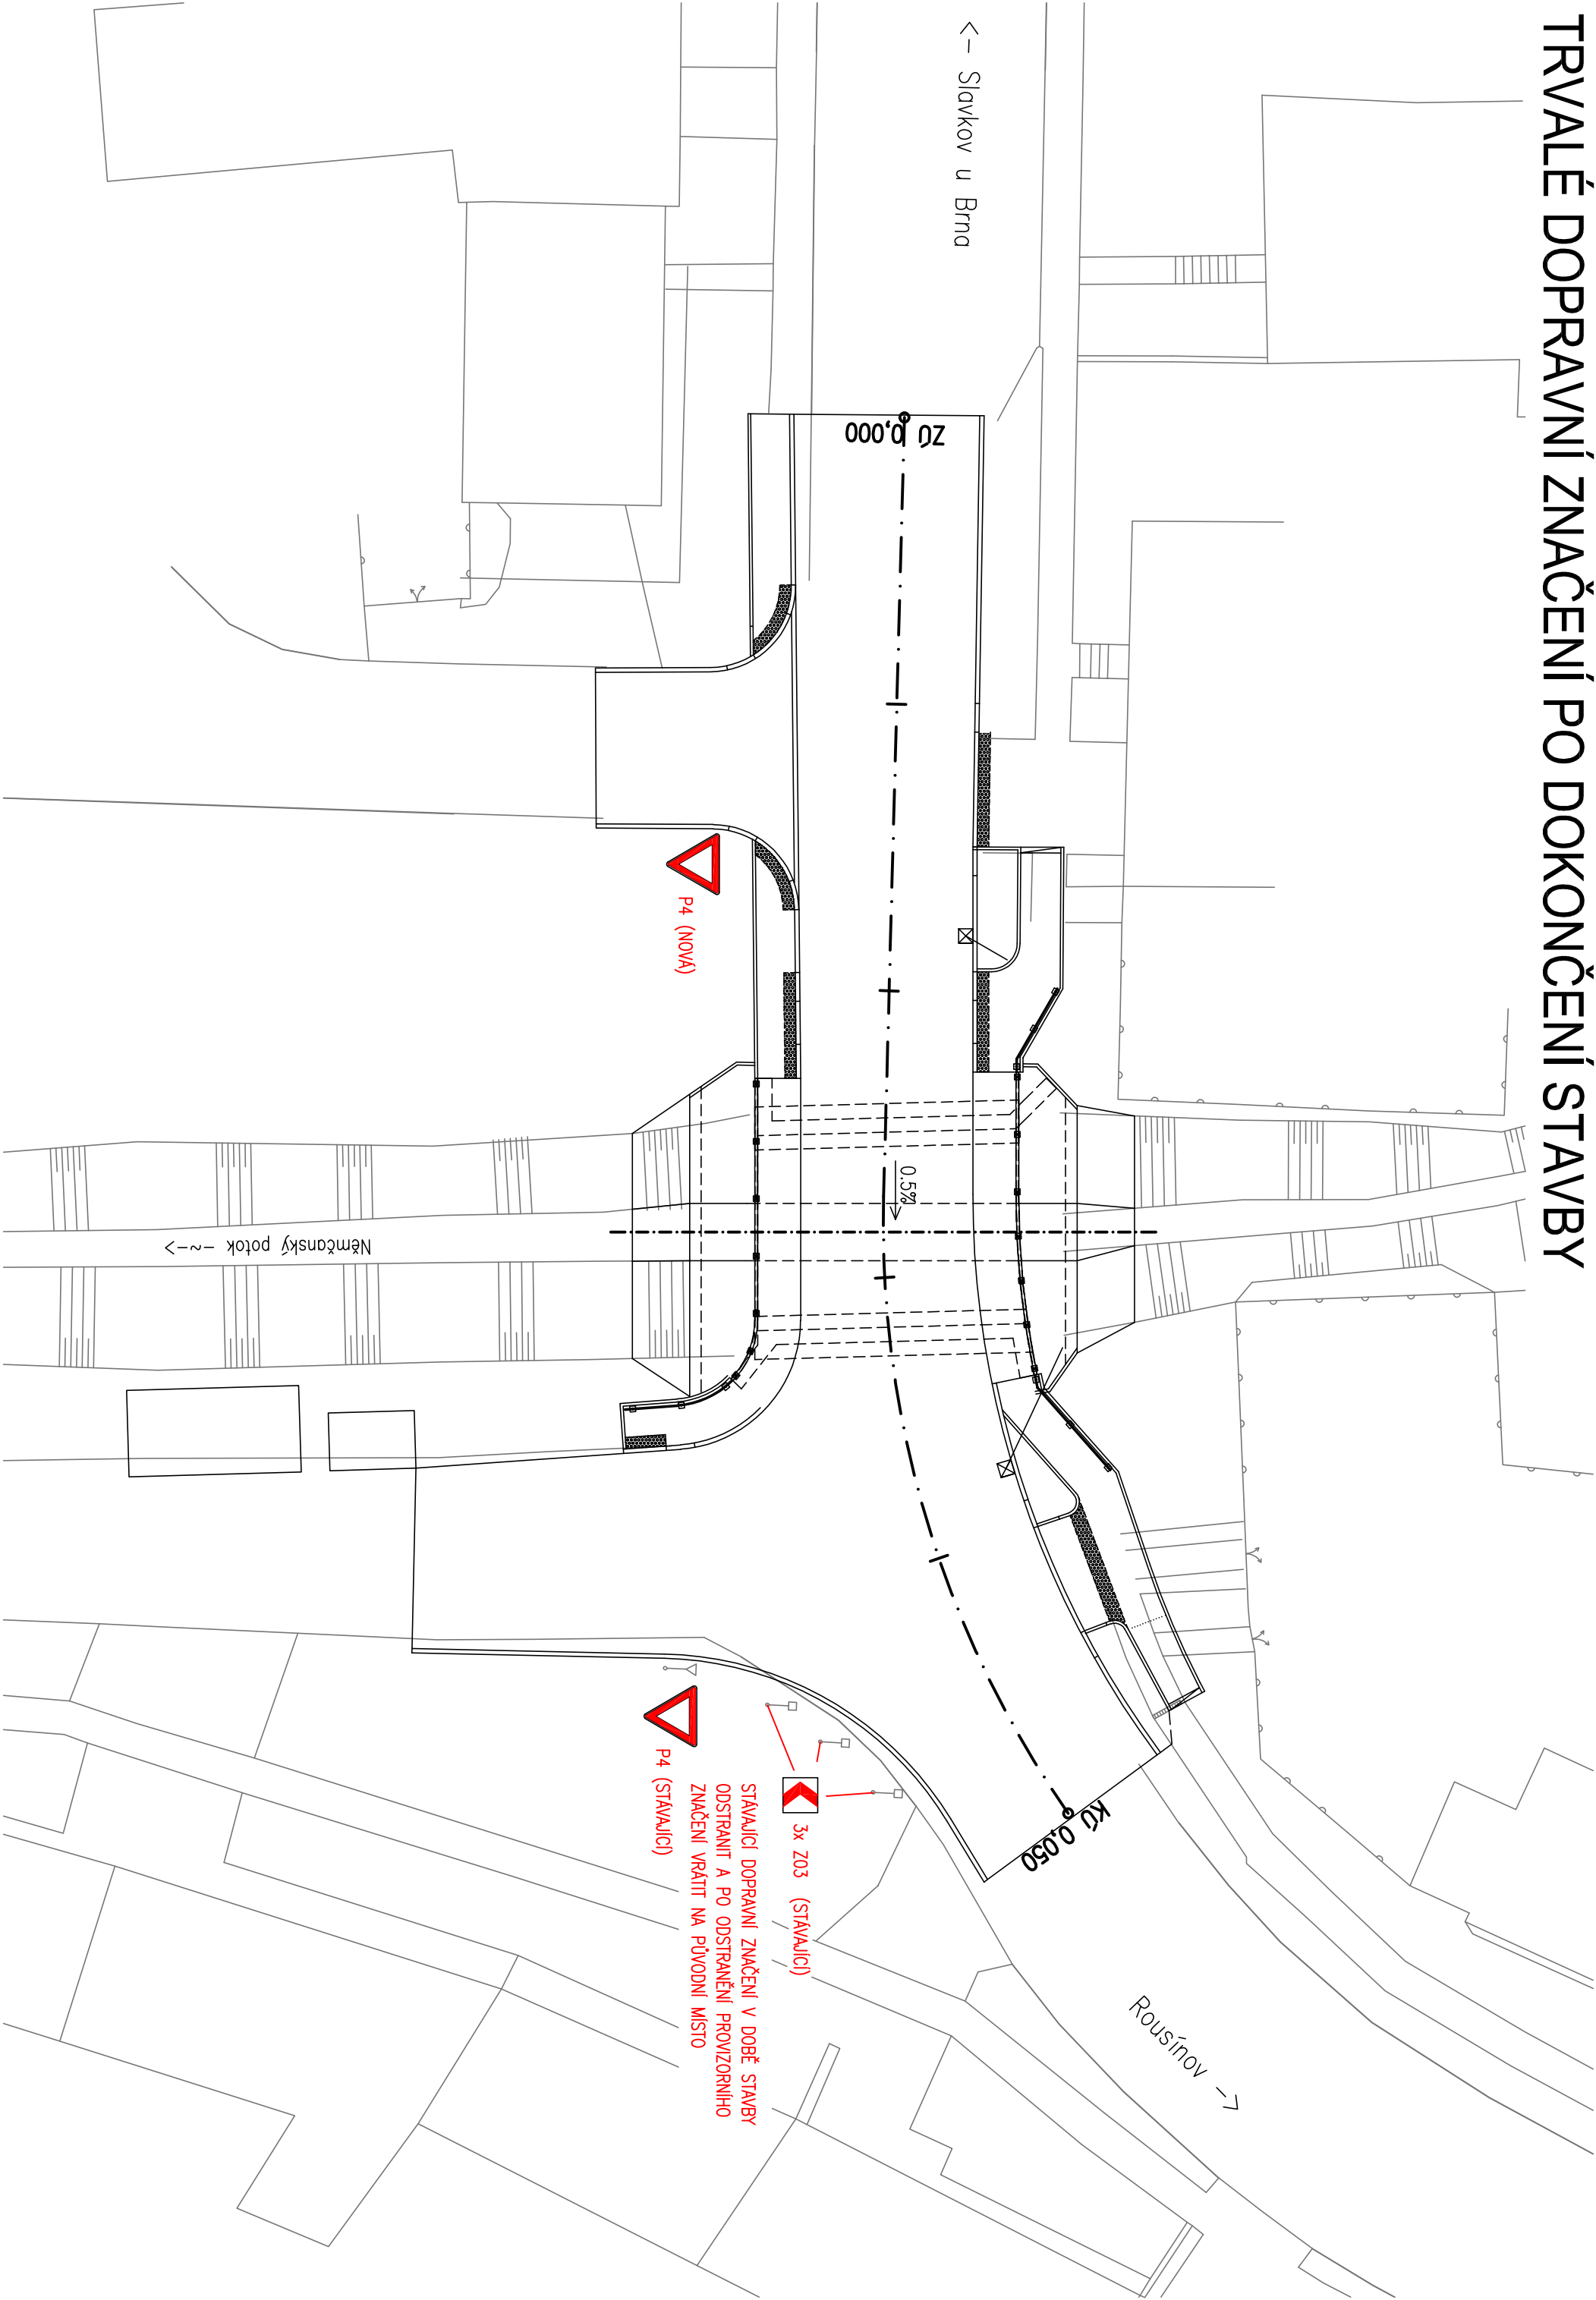 TRVALÉ DOPRAVNÍ ZNAČENÍ PO DOKONČENÍ STAVBY
<- Slavkov u Brna
ZÚ 0,000
P4 (NOVÁ)
0.5%
Němčanský potok -~->
P4 (STÁVAJÍCÍ)
3x Z03 (STÁVAJÍCÍ)
STÁVAJÍCÍ DOPRAVNÍ ZNAČENÍ V DOBĚ STAVBY
ODSTRANIT A PO ODSTRANĚNÍ PROVIZORNÍHO
ZNAČENÍ VRÁTIT NA PŮVODNÍ MÍSTO
KÚ 0,050
Rousínov ->